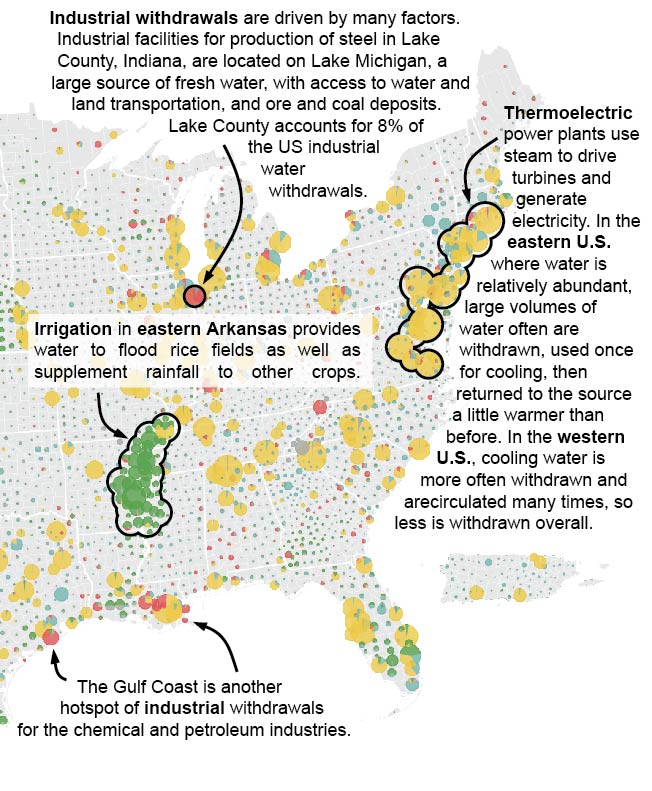 Industrial withdrawals are driven by many factors.
Industrial facilities for production of steel in Lake
County, Indiana, are located on Lake Michigan, a
large source of fresh water, with access to water and
land transportation, and ore and coal deposits.
Lake County accounts for 8% of
the US industrial
water
withdrawals.
Thermoelectric
power plants use
steam to drive
turbines and
generate
electricity. In the
eastern U.S.
where water is
relatively abundant,
large volumes of
water often are
withdrawn, used once
for cooling, then
returned to the source
a little warmer than
before. In the western
U.S., cooling water is
more often withdrawn and
arecirculated many times, so
less is withdrawn overall.
Irrigation in eastern Arkansas provides
water to flood rice fields as well as
supplement rainfall to other crops.
The Gulf Coast is another
hotspot of industrial withdrawals
for the chemical and petroleum industries.